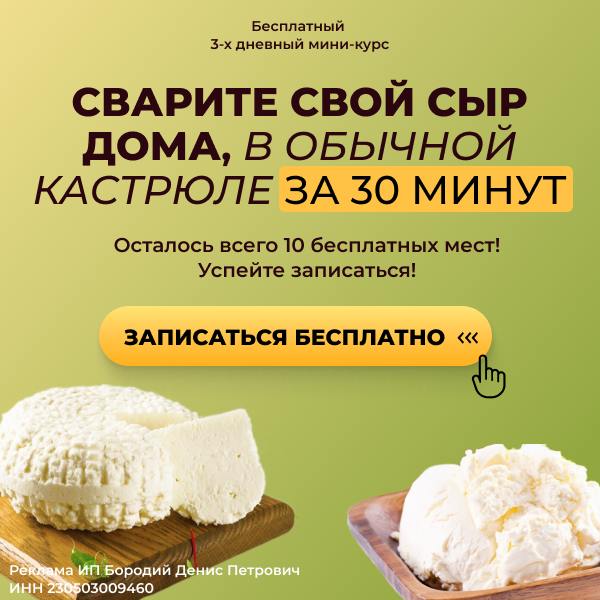 Бесплатный
3-х дневный мини-курс
СВАРИТЕ СВОЙ СЫР
ДОМА, В ОБЫЧНОЙ
КАСТРЮЛЕ ЗА 30 МИНУТ
Осталось всего 10 бесплатных мест!
Успейте записаться!
ЗАПИСАТЬСЯ БЕСПЛАТНО ‹‹‹
Реклама ИП Бородий Денис Петрович
ИНН 230503009460